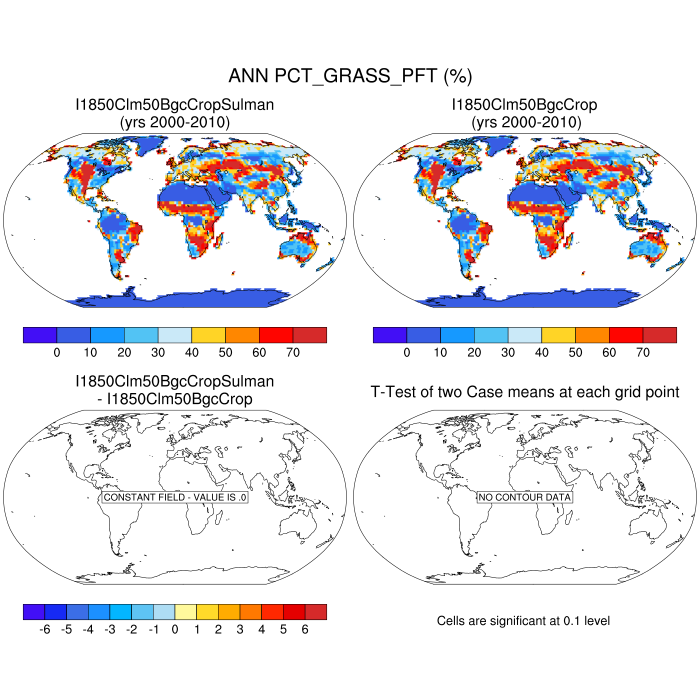 ANN PCT_GRASS_PFT (%)
I1850Clm50BgcCropSulman
(yrs 2000-2010)
I1850Clm50BgcCrop
(yrs 2000-2010)
0 10 20 30 40 50 60 70
0 10 20 30 40 50 60 70
I1850Clm50BgcCropSulman
- I1850Clm50BgcCrop
T-Test of two Case means at each grid point
CONSTANT FIELD - VALUE IS .0
NO CONTOUR DATA
-6 -5 -4 -3 -2 -1 0 1 2 3 4 5 6
Cells are significant at 0.1 level